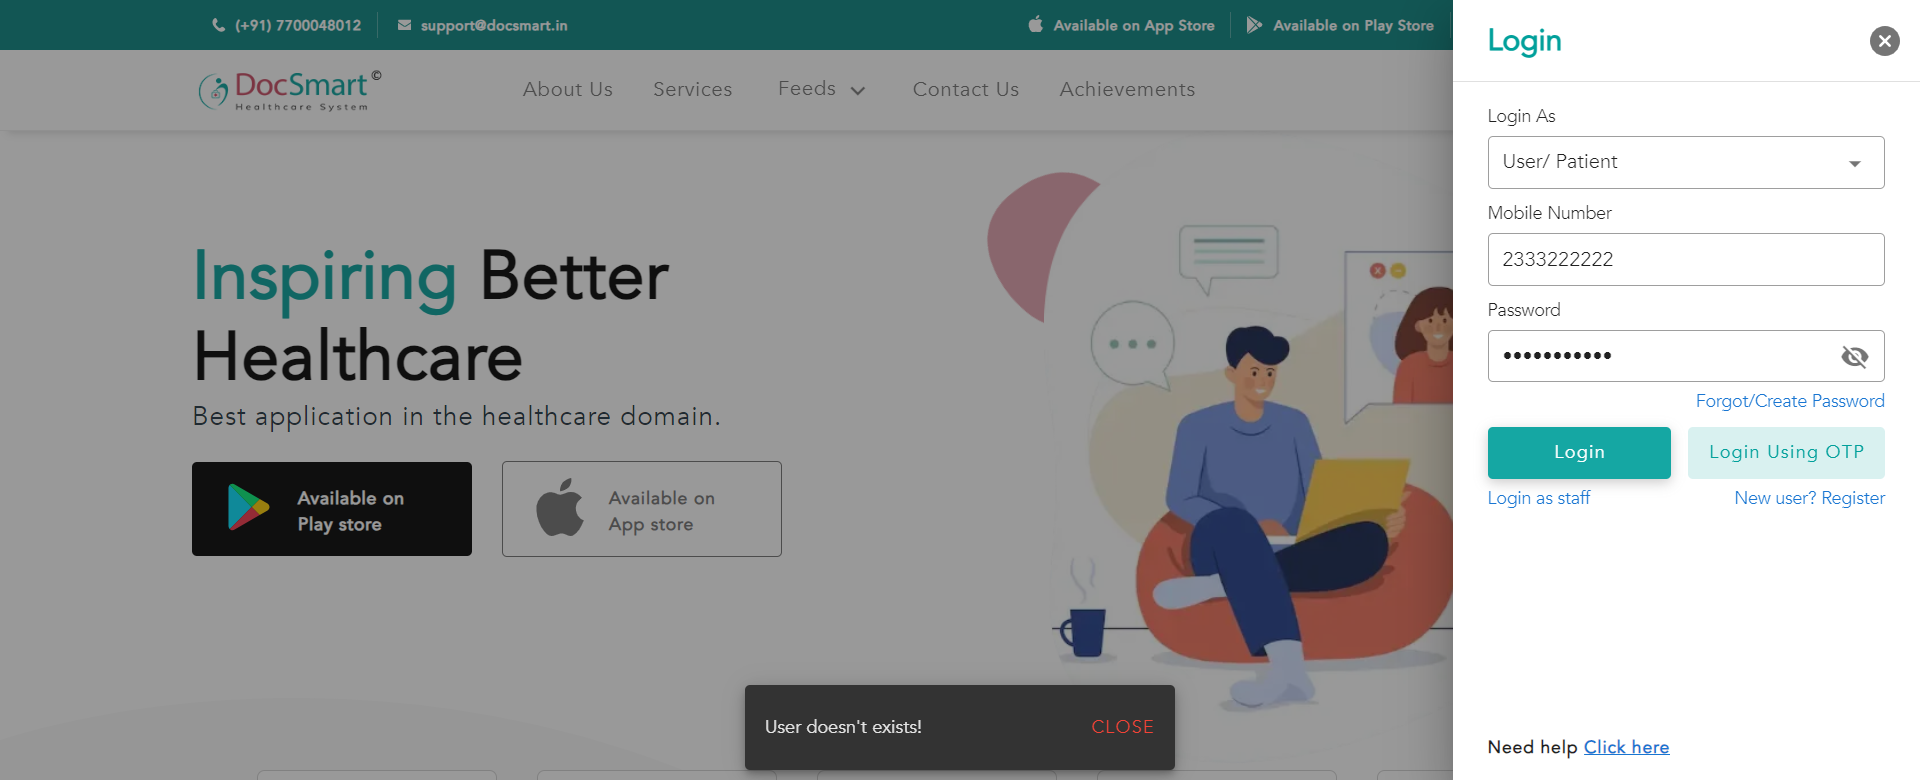 (+91) 7700048012
support@docsmart.in
Available on App Store
Available on Play Store
DocSmart©
Healthcare System
About Us
Services
Feeds
Contact Us
Achievements
Inspiring Better
Healthcare
Best application in the healthcare domain.
Available on
Play store
Available on
App store
User doesn't exists!
CLOSE
Login
Login As
User/ Patient
Mobile Number
2333222222
Password
•••••••••••
Forgot/Create Password
Login
Login Using OTP
Login as staff
New user? Register
Need help Click here